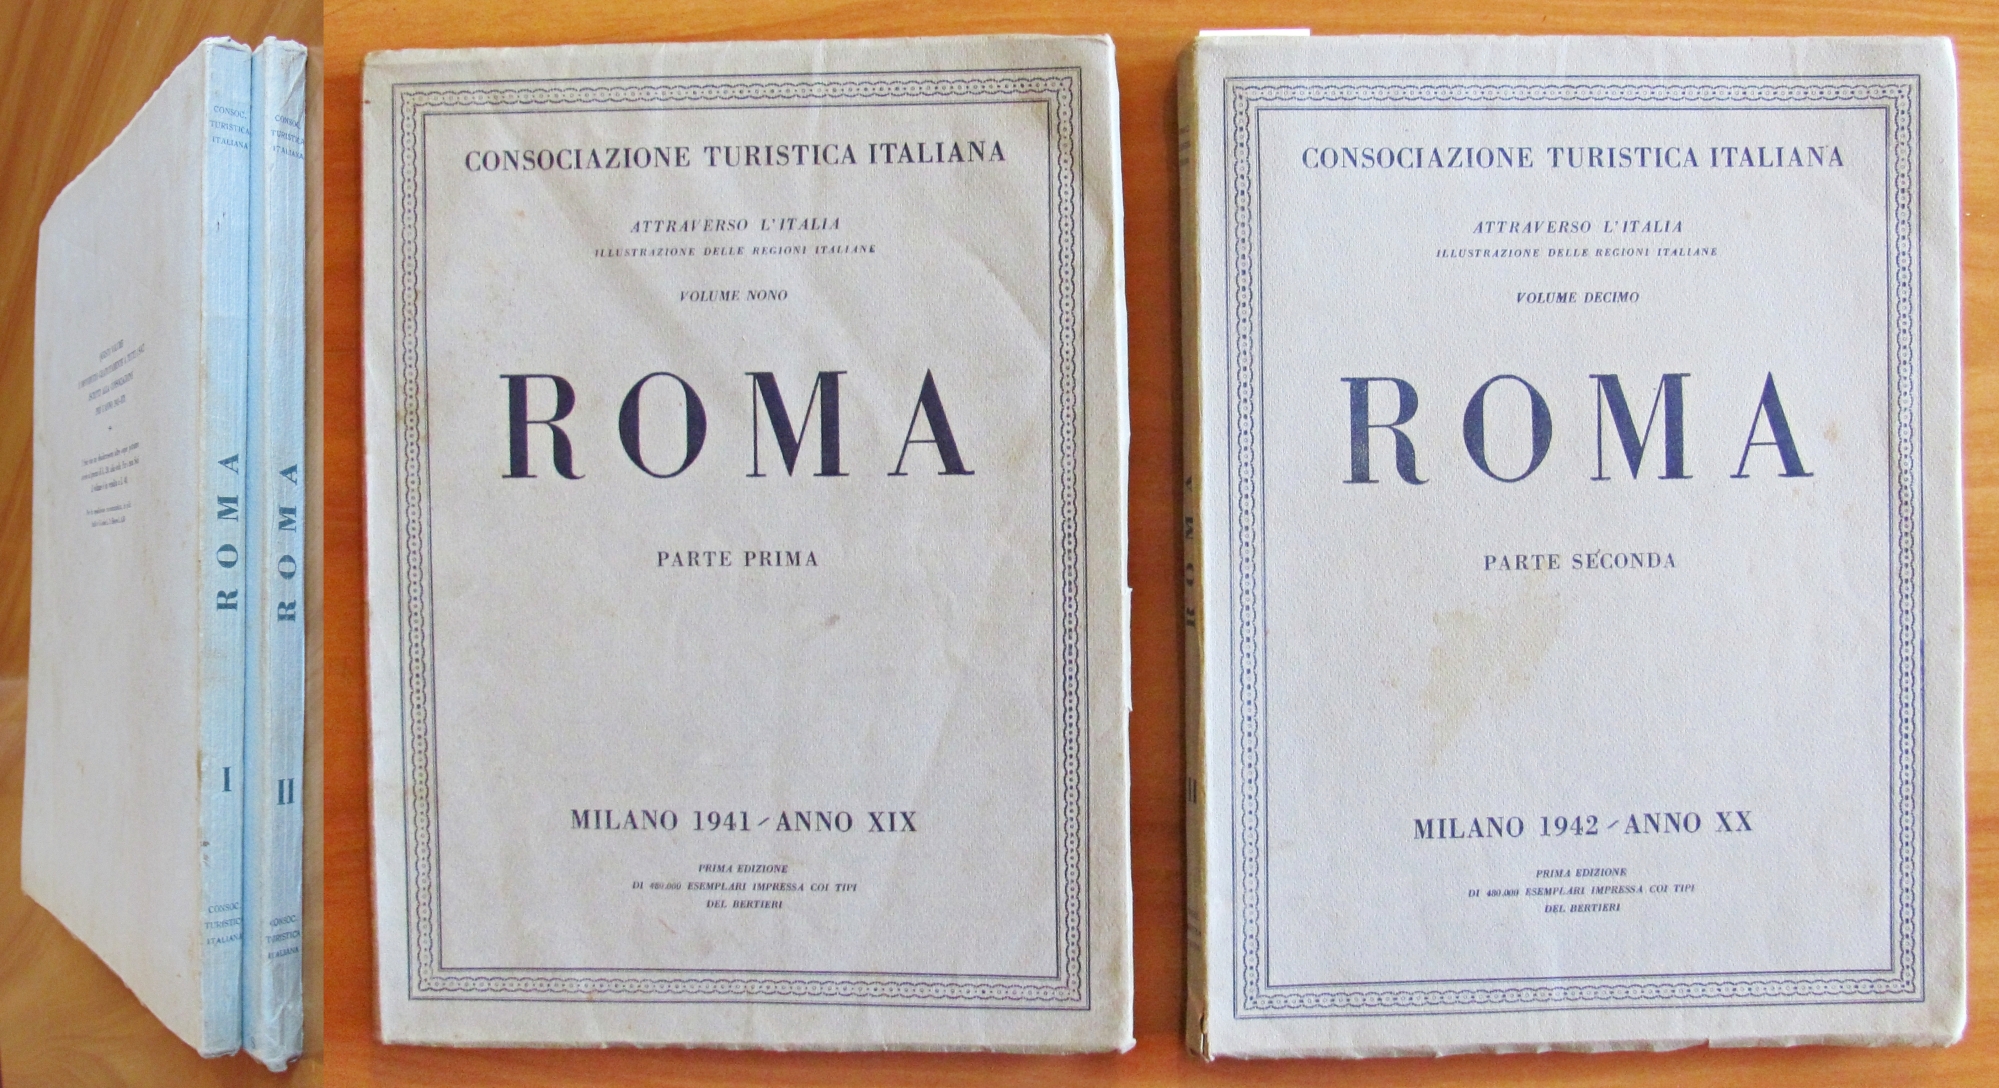 CONSOC.
TURISTICA
ITALIANA
ROMA
I
CONSOC.
TURISTICA
ITALIANA
CONSOC.
TURISTICA
ITALIANA
ROMA
II
CONSOC.
TURISTICA
ITALIANA
CONSOCIAZIONE TURISTICA ITALIANA
ATTRAVERSO L'ITALIA
ILLUSTRAZIONE DELLE REGIONI ITALIANE
VOLUME NONO
ROMA
PARTE PRIMA
MILANO 1941 - ANNO XIX
PRIMA EDIZIONE
DI 480.000 ESEMPLARI IMPRESSA COI TIPI
DEL BERTIERI
ROMA
II
CONSOCIAZIONE TURISTICA ITALIANA
ATTRAVERSO L'ITALIA
ILLUSTRAZIONE DELLE REGIONI ITALIANE
VOLUME DECIMO
ROMA
PARTE SECONDA
MILANO 1942 - ANNO XX
PRIMA EDIZIONE
DI 480.000 ESEMPLARI IMPRESSA COI TIPI
DEL BERTIERI